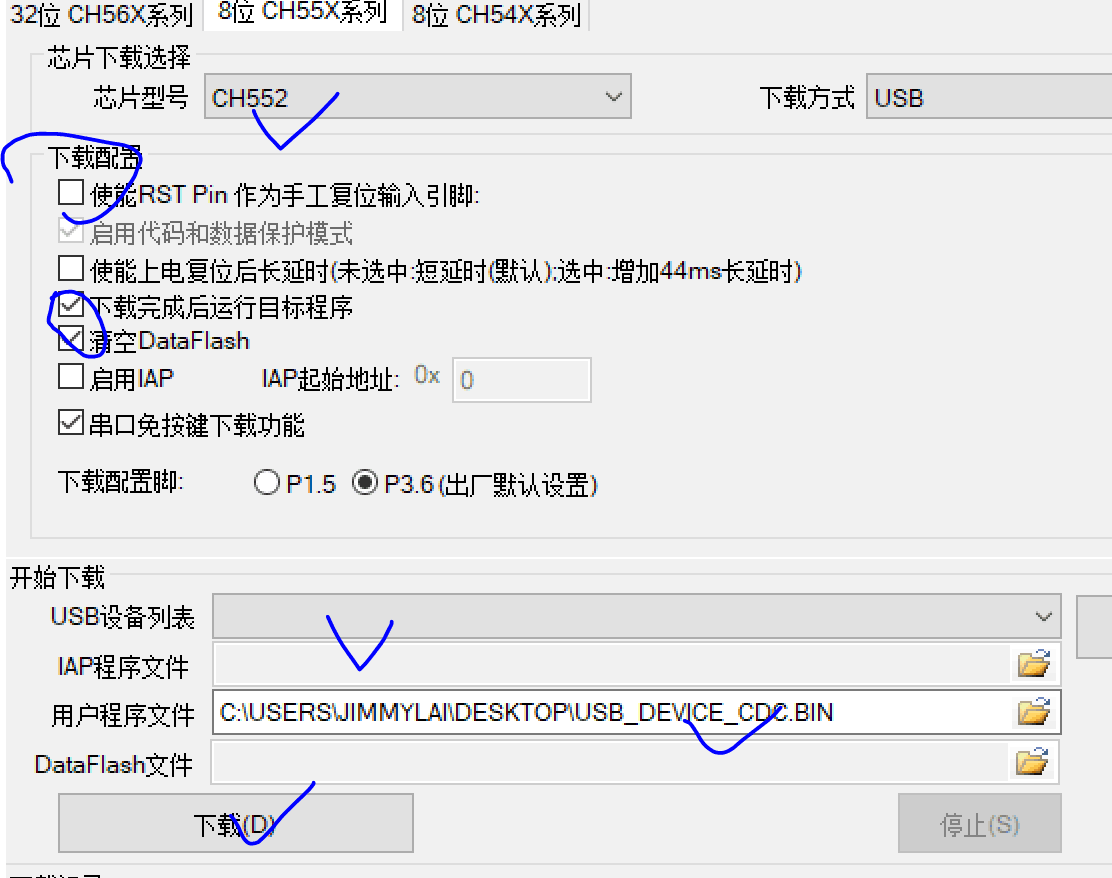 32位 CH56X系列 8位 CH55X系列 8位 CH54X系列
芯片下载选择
芯片型号 CH552 下载方式 USB
下载配置
使能RST Pin 作为手工复位输入引脚:
启用代码和数据保护模式
使能上电复位后长延时(未选中:短延时(默认);选中:增加44ms长延时)
下载完成后运行目标程序
清空DataFlash
启用IAP IAP起始地址: 0x 0
串口免按键下载功能
下载配置脚: P1.5 P3.6(出厂默认设置)
开始下载
USB设备列表
IAP程序文件
用户程序文件 C:\USERS\JIMMYLAI\DESKTOP\USB_DEVICE_CDC.BIN
DataFlash文件
下载(D) 停止(S)